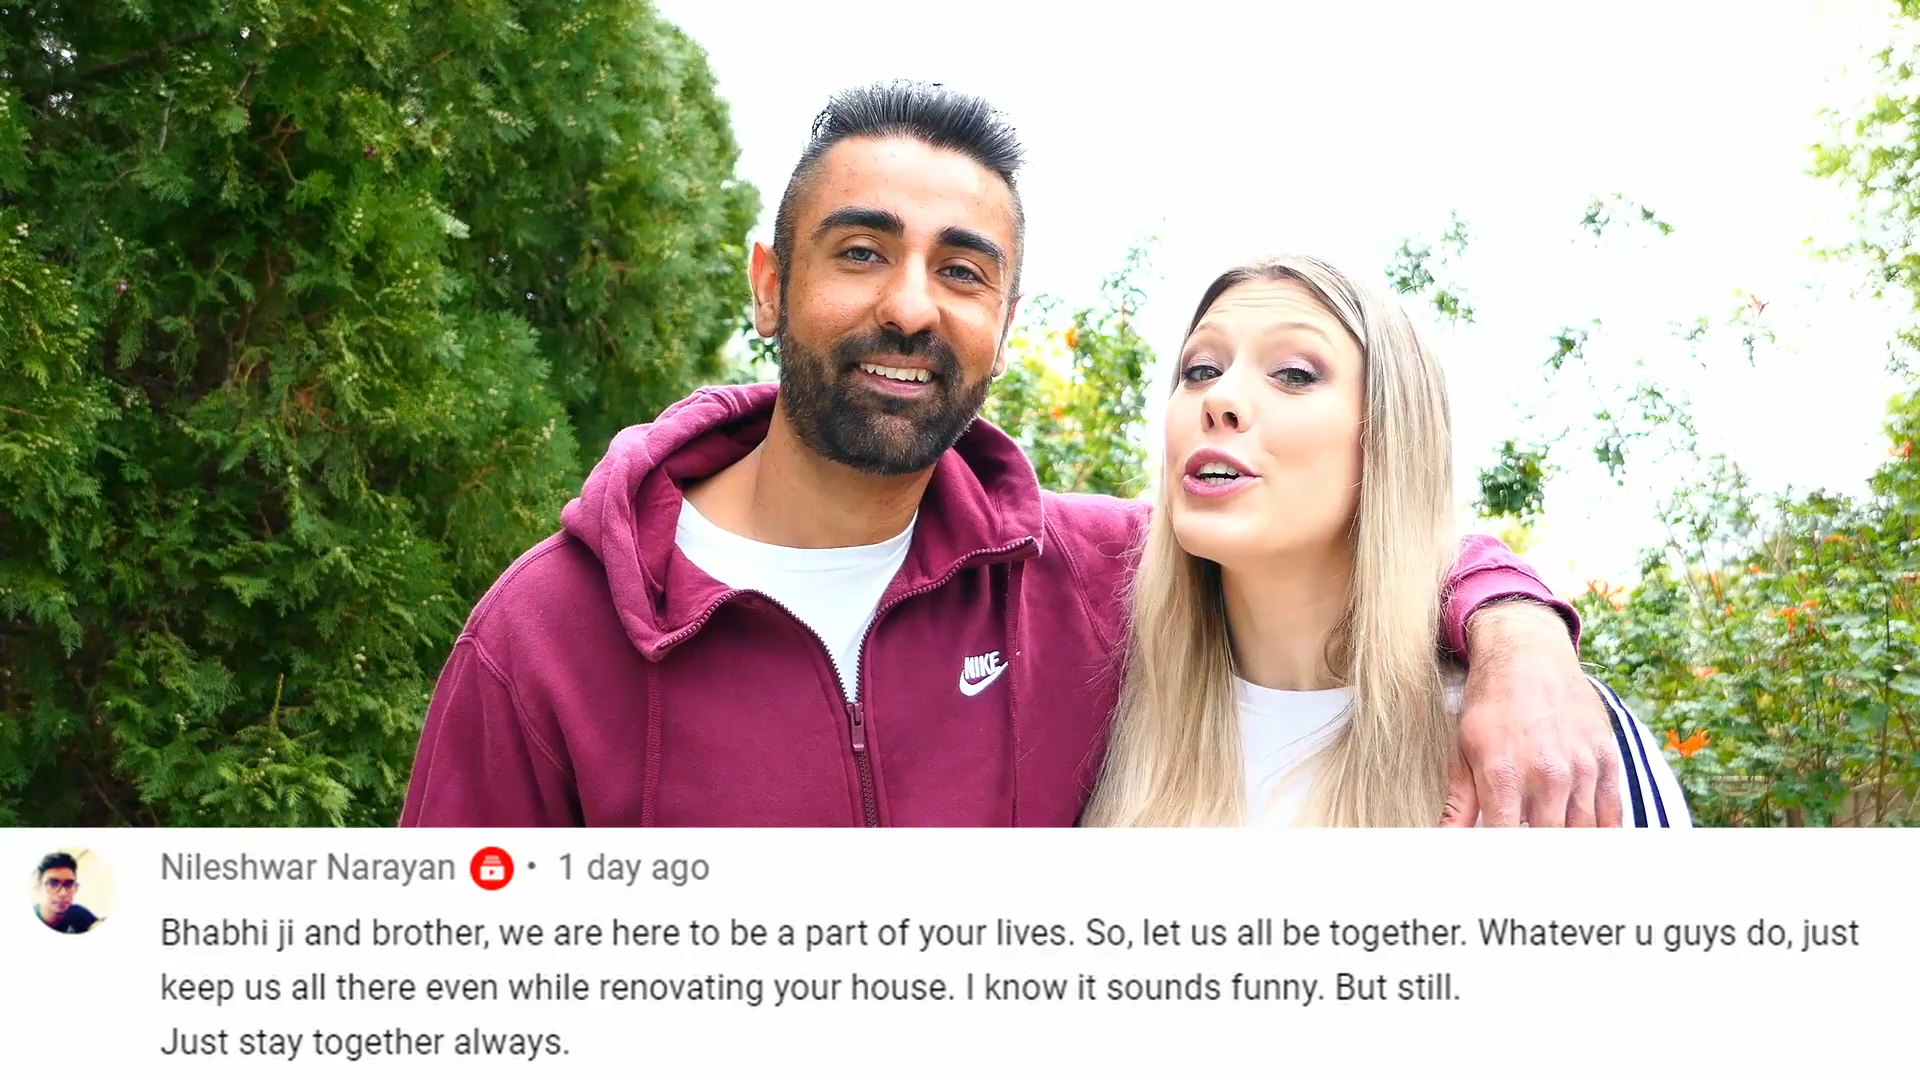 NIKE
Nileshwar Narayan • 1 day ago
Bhabhi ji and brother, we are here to be a part of your lives. So, let us all be together. Whatever u guys do, just
keep us all there even while renovating your house. I know it sounds funny. But still.
Just stay together always.